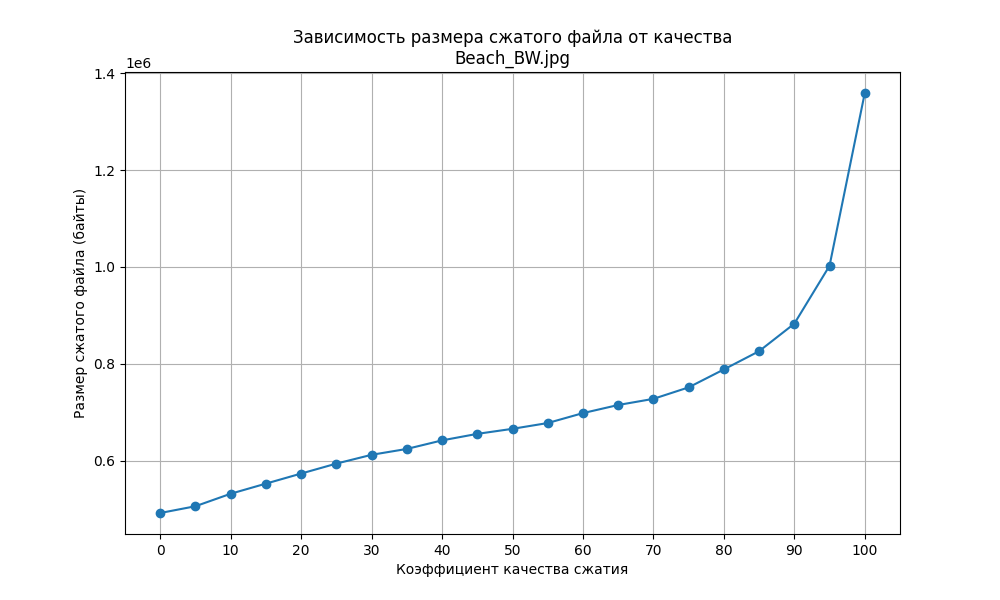 Зависимость размера сжатого файла от качества
Beach_BW.jpg
1e6
1.4
1.2
1.0
0.8
0.6
Размер сжатого файла (байты)
0 10 20 30 40 50 60 70 80 90 100
Коэффициент качества сжатия